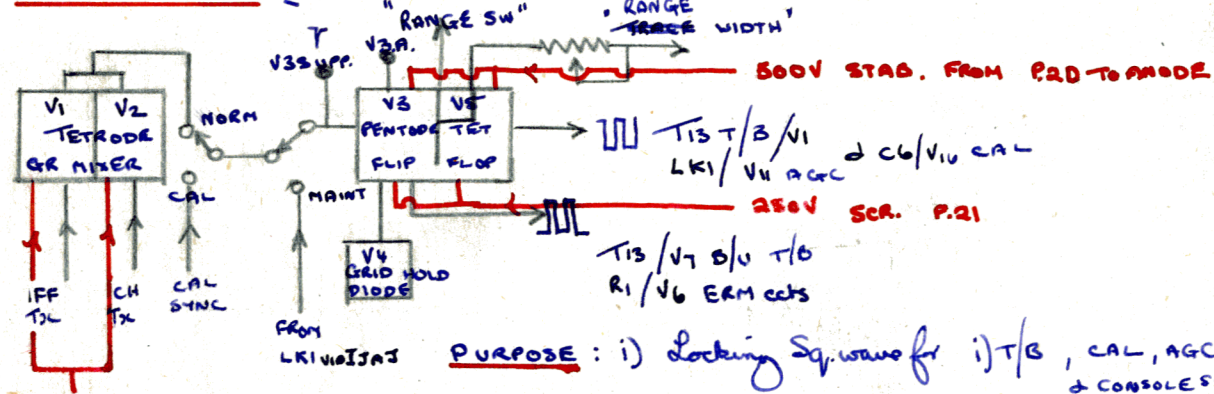 "RANGE SW"
"RANGE
TRACE WIDTH"
V3SUPP.
V3A.
500V STAB. FROM P.20 TO ANODE
V1 V2
TETRODE
GR MIXER
NORM
CAL
MAINT
V3 V5
PENTODE TET
FLIP FLOP
T13 T/B/V1
LK1/V11 AGC & C6/V16 CAL
250V SCR. P.21
V4
GRID HOLD
DIODE
T13/V7 B/U T/B
R1/V6 ERM ccts
IFF
TX
CH
TX
CAL
SYNC
FROM
LK1
PURPOSE: i) Locking Sq. wave for i) T/B, CAL, AGC
& CONSOLES